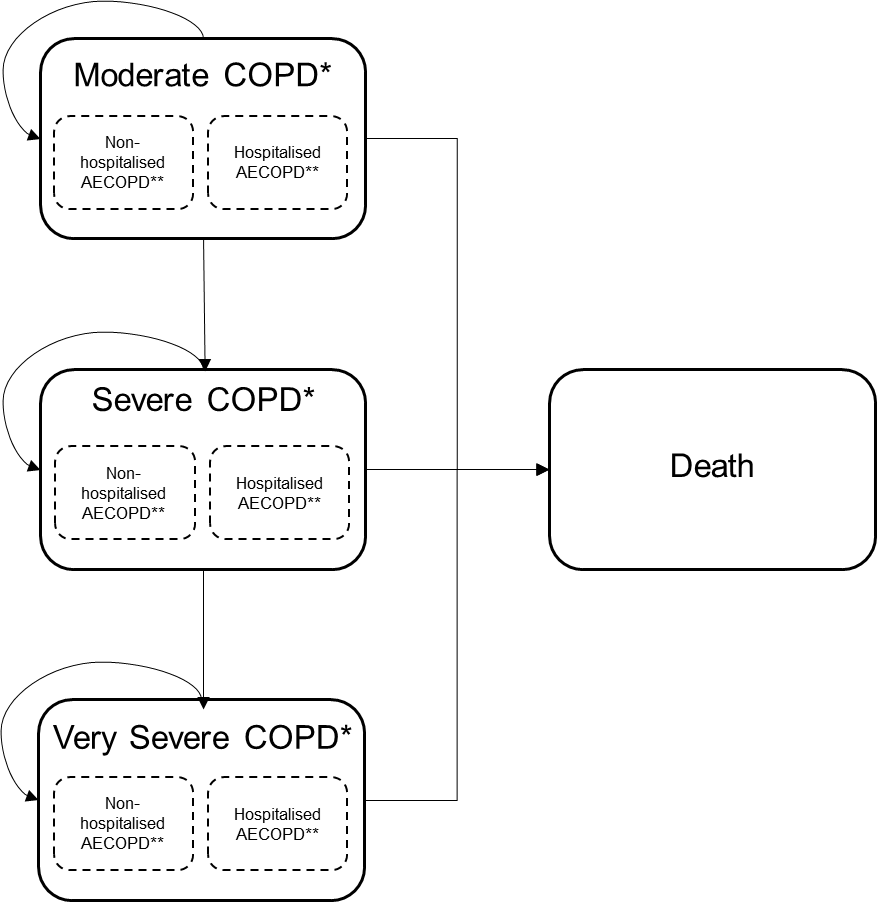 Moderate COPD*
Non-
hospitalised
AECOPD**
Hospitalised
AECOPD**
Severe COPD*
Non-
hospitalised
AECOPD**
Hospitalised
AECOPD**
Death
Very Severe COPD*
Non-
hospitalised
AECOPD**
Hospitalised
AECOPD**